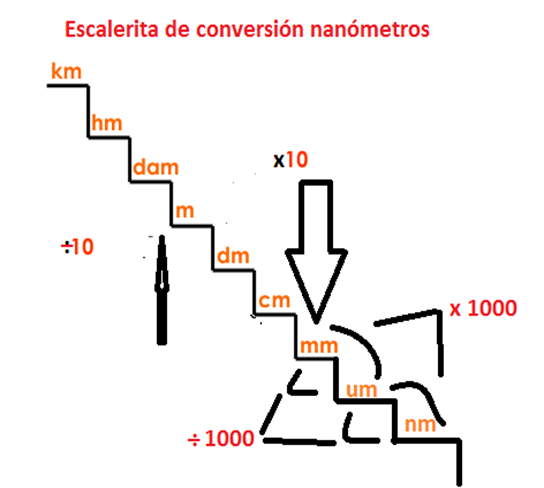 Escalerita de conversión nanómetros
km
hm
dam
x10
m
÷10
dm
cm
x 1000
mm
um
nm
÷ 1000